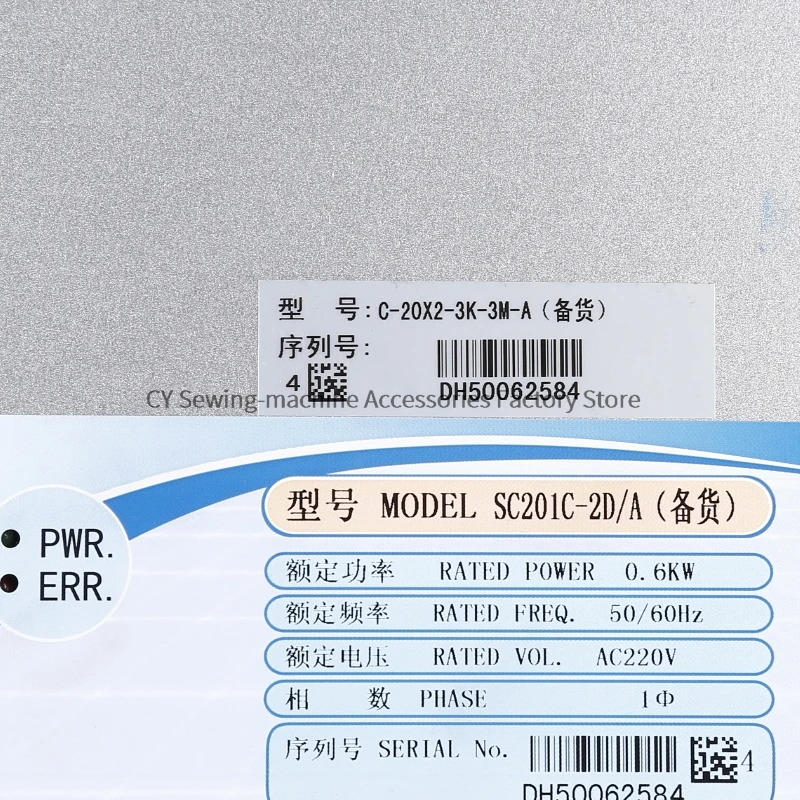 型 号:C-20X2-3K-3M-A(备货)
序列号:
4
DH50062584
CY Sewing-machine Accessories Factory Store
型号 MODEL SC201C-2D/A(备货)
PWR.
ERR.
额定功率 RATED POWER 0.6KW
额定频率 RATED FREQ. 50/60Hz
额定电压 RATED VOL. AC220V
相 数 PHASE 1Φ
序列号 SERIAL No.
4
DH50062584